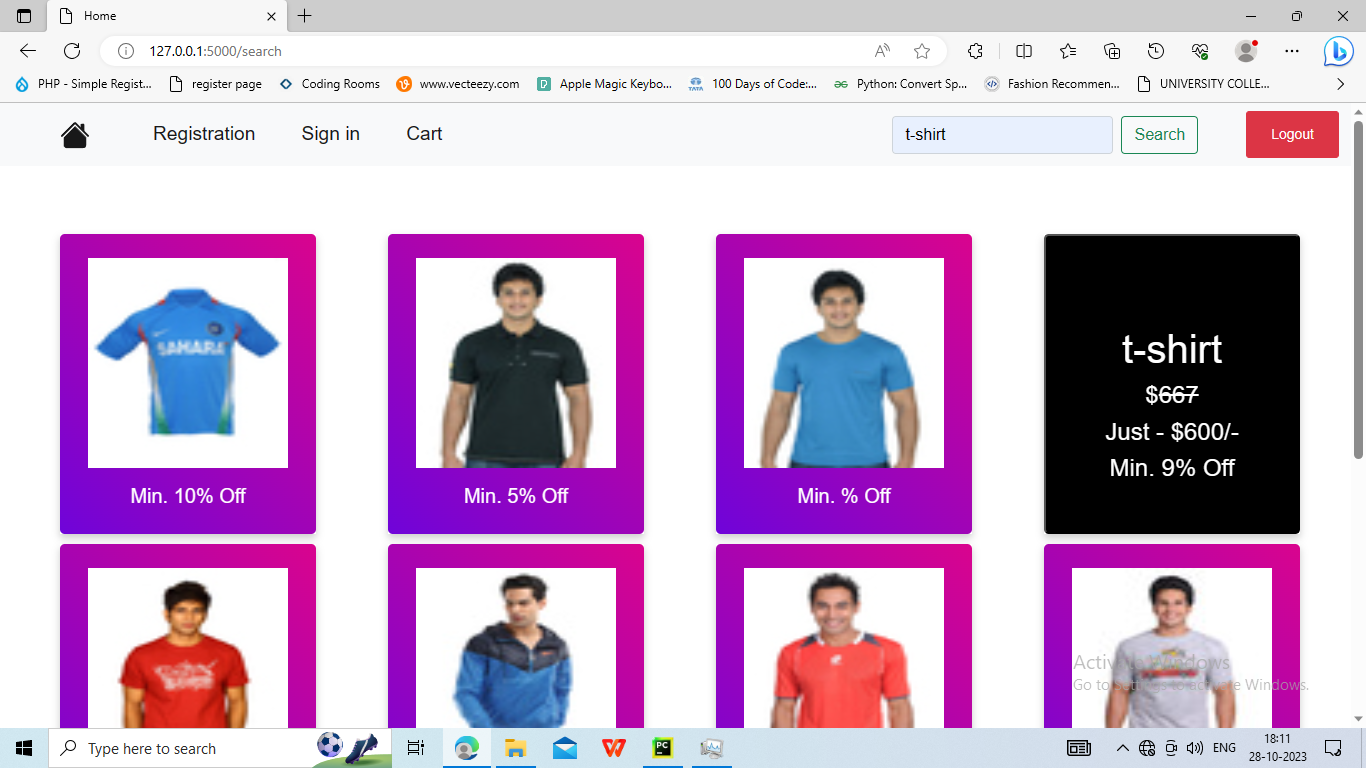 Home
127.0.0.1:5000/search
PHP - Simple Regist...
register page
Coding Rooms
www.vecteezy.com
Apple Magic Keybo...
TATA
100 Days of Code:...
Python: Convert Sp...
Fashion Recommen...
UNIVERSITY COLLE...
Registration
Sign in
Cart
t-shirt
Search
Logout
SAHARA
Min. 10% Off
Min. 5% Off
Min. % Off
t-shirt
$667
Just - $600/-
Min. 9% Off
Activate Windows
Go to Settings to activate Windows.
Type here to search
PC
ENG
18:11
28-10-2023